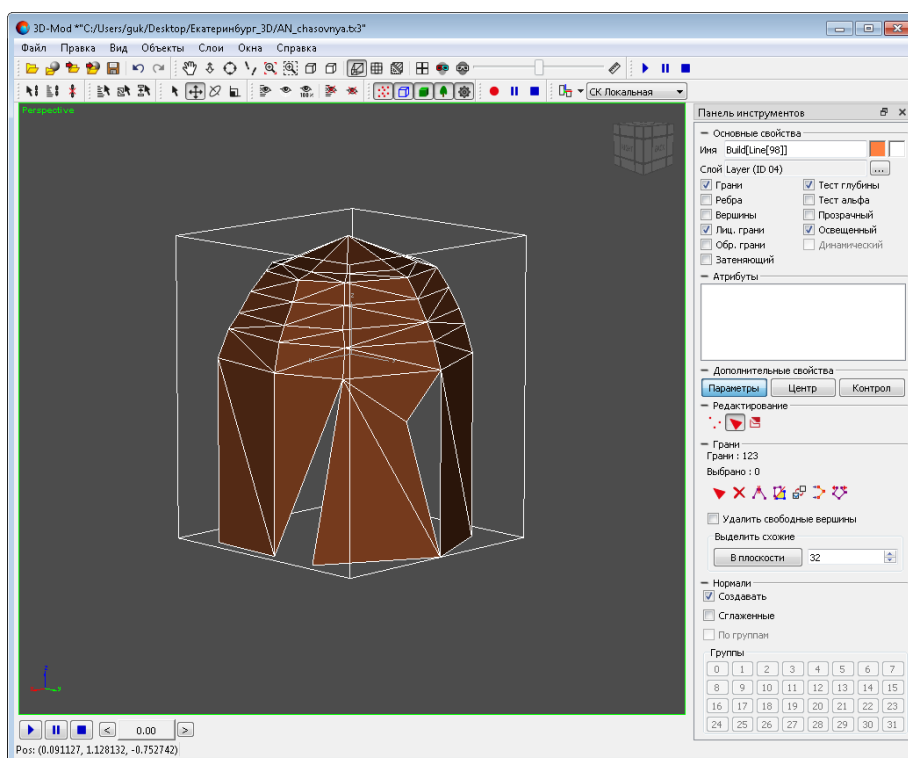 3D-Mod *"C:/Users/guk/Desktop/Екатеринбург_3D/AN_chasovnya.tx3"
Файл Правка Вид Объекты Слои Окна Справка
100%
СК Локальная
Perspective
Панель инструментов
Основные свойства
Имя Build[Line[98]]
Слой Layer (ID 04) ...
Грани Тест глубины
Ребра Тест альфа
Вершины Прозрачный
Лиц. грани Освещенный
Обр. грани Динамический
Затеняющий
Атрибуты
Дополнительные свойства
Параметры Центр Контрол
Редактирование
Грани
Грани : 123
Выбрано : 0
Удалить свободные вершины
Выделить схожие
В плоскости 32
Нормали
Создавать
Сглаженные
По группам
Группы
0 1 2 3 4 5 6 7
8 9 10 11 12 13 14 15
16 17 18 19 20 21 22 23
24 25 26 27 28 29 30 31
< 0.00 >
Pos: (0.091127, 1.128132, -0.752742)